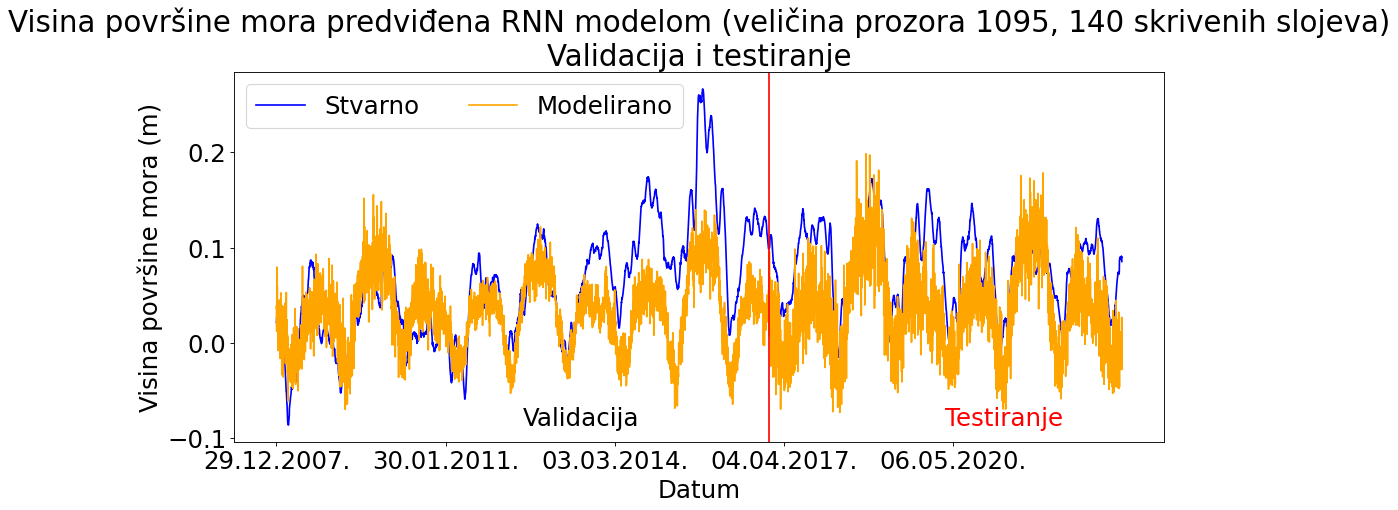 Visina površine mora predviđena RNN modelom (veličina prozora 1095, 140 skrivenih slojeva)
Validacija i testiranje
Stvarno
Modelirano
Visina površine mora (m)
0.2
0.1
0.0
−0.1
Validacija
Testiranje
29.12.2007.
30.01.2011.
03.03.2014.
04.04.2017.
06.05.2020.
Datum